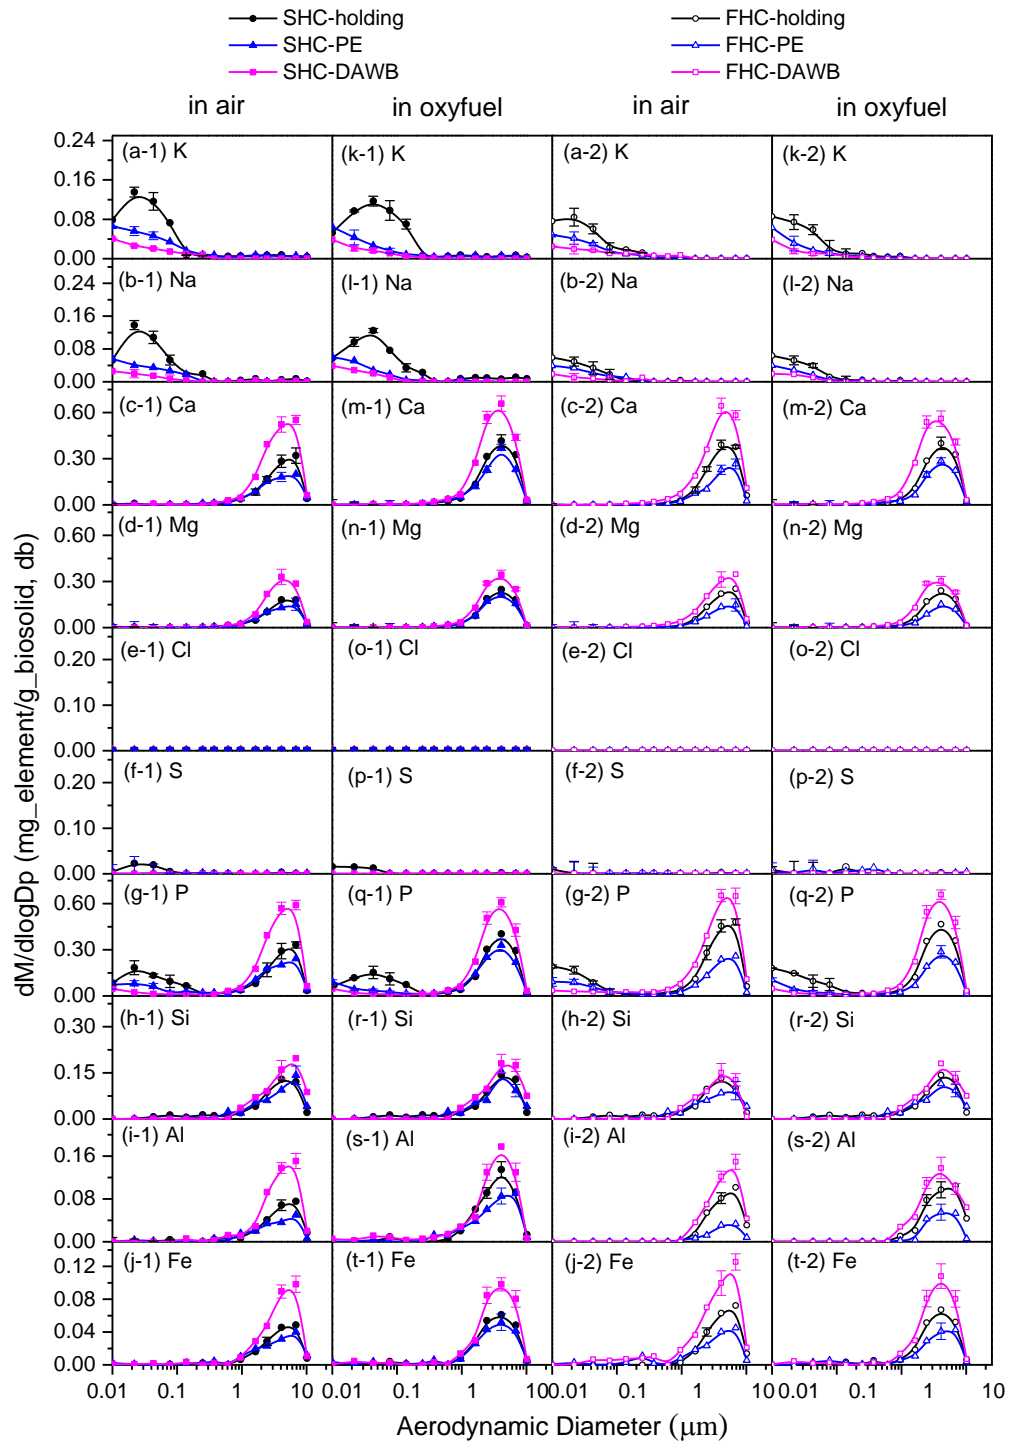 SHC-holding FHC-holding
SHC-PE FHC-PE
SHC-DAWB FHC-DAWB
in air in oxyfuel in air in oxyfuel
0.24 (a-1) K (k-1) K (a-2) K (k-2) K
0.16
0.08
0.00
0.24 (b-1) Na (l-1) Na (b-2) Na (l-2) Na
0.16
0.08
0.00
(c-1) Ca (m-1) Ca (c-2) Ca (m-2) Ca
0.60
0.30
0.00
(d-1) Mg (n-1) Mg (d-2) Mg (n-2) Mg
0.60
0.30
0.00
(e-1) Cl (o-1) Cl (e-2) Cl (o-2) Cl
0.20
0.10
0.00
(f-1) S (p-1) S (f-2) S (p-2) S
0.20
0.10
0.00
(g-1) P (q-1) P (g-2) P (q-2) P
0.60
0.30
0.00
(h-1) Si (r-1) Si (h-2) Si (r-2) Si
0.30
0.15
0.00
(i-1) Al (s-1) Al (i-2) Al (s-2) Al
0.16
0.08
0.00
(j-1) Fe (t-1) Fe (j-2) Fe (t-2) Fe
0.12
0.08
0.04
0.00
0.01 0.1 1 10 0.01 0.1 1 10 0.01 0.1 1 10 0.01 0.1 1 10
Aerodynamic Diameter (μm)
dM/dlogDp (mg_element/g_biosolid, db)